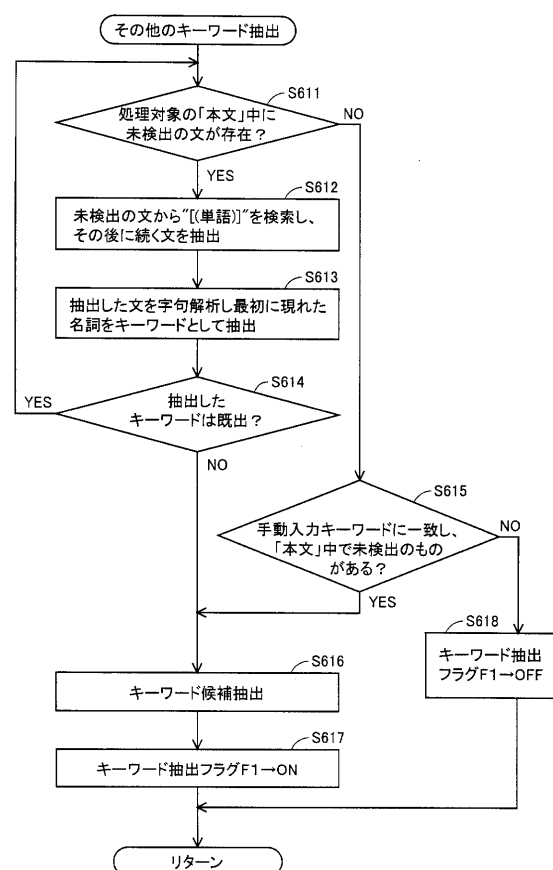 その他のキーワード抽出
S611
処理対象の「本文」中に
未検出の文が存在？
NO
YES
S612
未検出の文から"[(単語)]"を検索し、
その後に続く文を抽出
S613
抽出した文を字句解析し最初に現れた
名詞をキーワードとして抽出
S614
抽出した
キーワードは既出？
YES
NO
S615
手動入力キーワードに一致し、
「本文」中で未検出のもの
がある？
NO
YES
S618
キーワード抽出
フラグF1→OFF
S616
キーワード候補抽出
S617
キーワード抽出フラグF1→ON
リターン